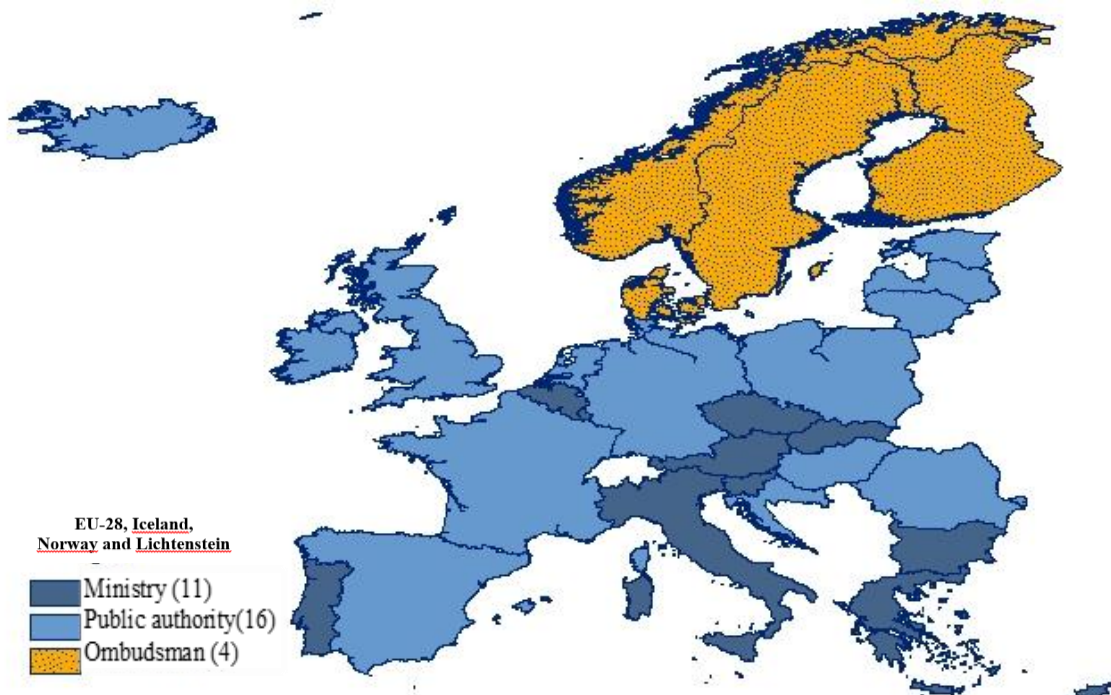 EU-28, Iceland,
Norway and Lichtenstein
Ministry (11)
Public authority(16)
Ombudsman (4)